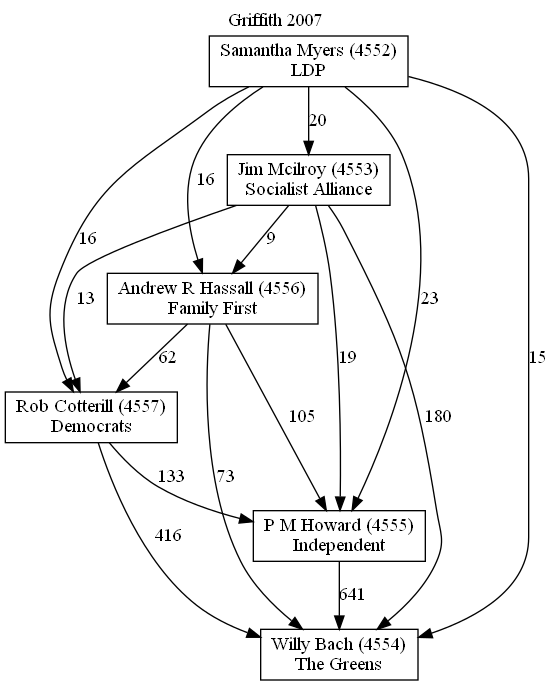 Griffith 2007
Samantha Myers (4552)
LDP
20
Jim Mcilroy (4553)
Socialist Alliance
16
16
9
13
23
Andrew R Hassall (4556)
Family First
62
19
15
Rob Cotterill (4557)
Democrats
105
180
133
73
P M Howard (4555)
Independent
416
641
Willy Bach (4554)
The Greens